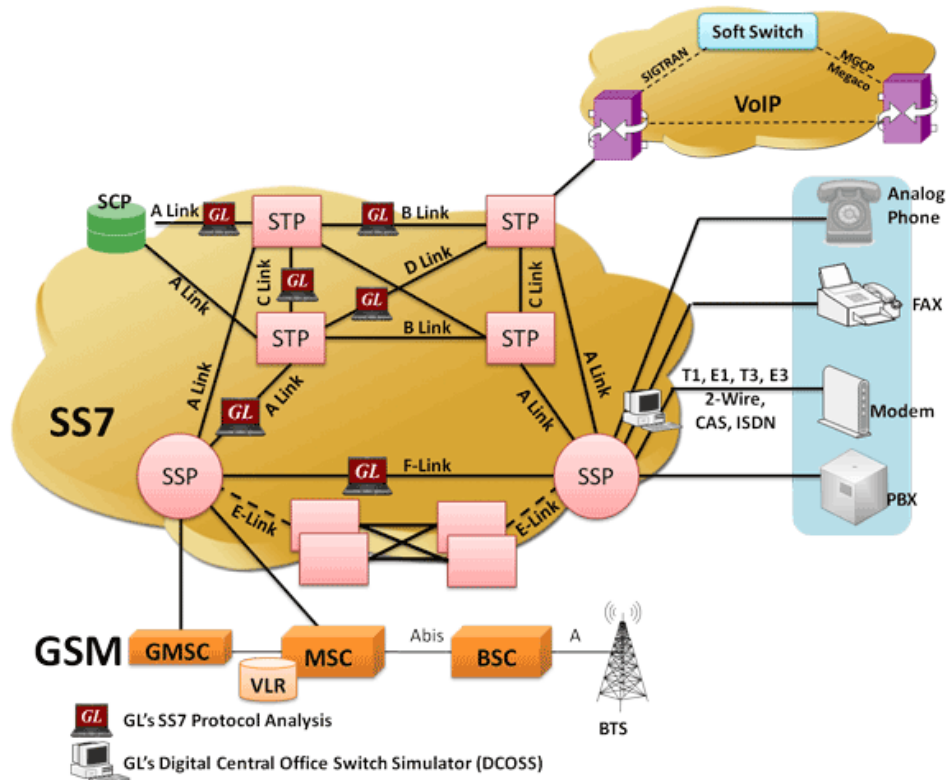 Soft Switch
SIGTRAN
MGCP
Megaco
VoIP
SCP
A Link
GL
STP
GL
B Link
STP
Analog
Phone
C Link
GL
D Link
C Link
A Link
GL
FAX
STP
B Link
STP
A Link
A Link
A Link
A Link
GL
T1, E1, T3, E3
2-Wire,
CAS, ISDN
Modem
SS7
SSP
GL
F-Link
SSP
PBX
E-Link
E-Link
GSM
GMSC
MSC
Abis
BSC
A
VLR
BTS
GL
GL's SS7 Protocol Analysis
GL's Digital Central Office Switch Simulator (DCOSS)